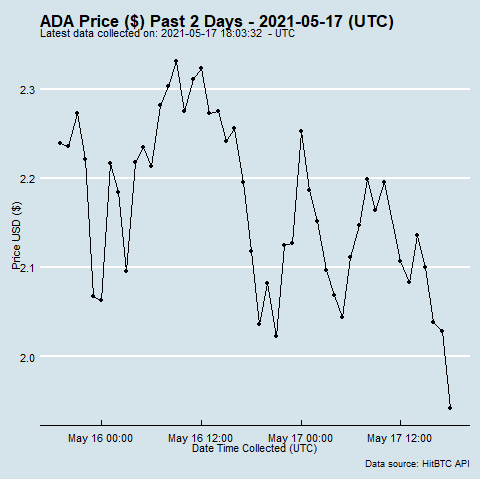 ADA Price ($) Past 2 Days - 2021-05-17 (UTC)
Latest data collected on: 2021-05-17 18:03:32  - UTC
2.3
2.2
2.1
2.0
Price USD ($)
May 16 00:00 May 16 12:00 May 17 00:00 May 17 12:00
Date Time Collected (UTC)
Data source: HitBTC API